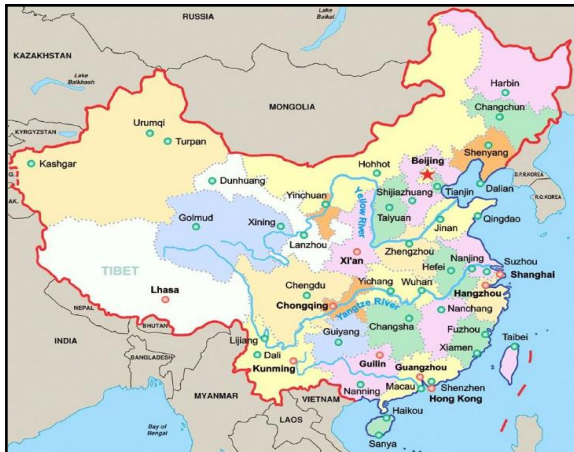 RUSSIA
Lake
Baikal
KAZAKHSTAN
Lake
Balkhash
MONGOLIA
Harbin
Changchun
KYRGYZSTAN
Urumqi
Turpan
Shenyang
Kashgar
Hohhot
Beijing
Dunhuang
Yinchuan
Yellow River
Shijiazhuang
Tianjin
Dalian
D.P.R.KOREA
R.O.KOREA
Golmud
Xining
Taiyuan
Jinan
Qingdao
Lanzhou
Zhengzhou
XI'an
TIBET
Hefei
Nanjing
Suzhou
Shanghai
Lhasa
Chengdu
Chongqing
Yichang
Wuhan
Hangzhou
Yangtze River
Nanchang
NEPAL
BHUTAN
Lijiang
Guiyang
Changsha
Fuzhou
INDIA
Dali
Kunming
Guilin
Guangzhou
Xiamen
Taibei
BANGLADESH
Nanning
Macau
Shenzhen
Hong Kong
MYANMAR
VIETNAM
LAOS
Haikou
Bay of
Bengal
Sanya